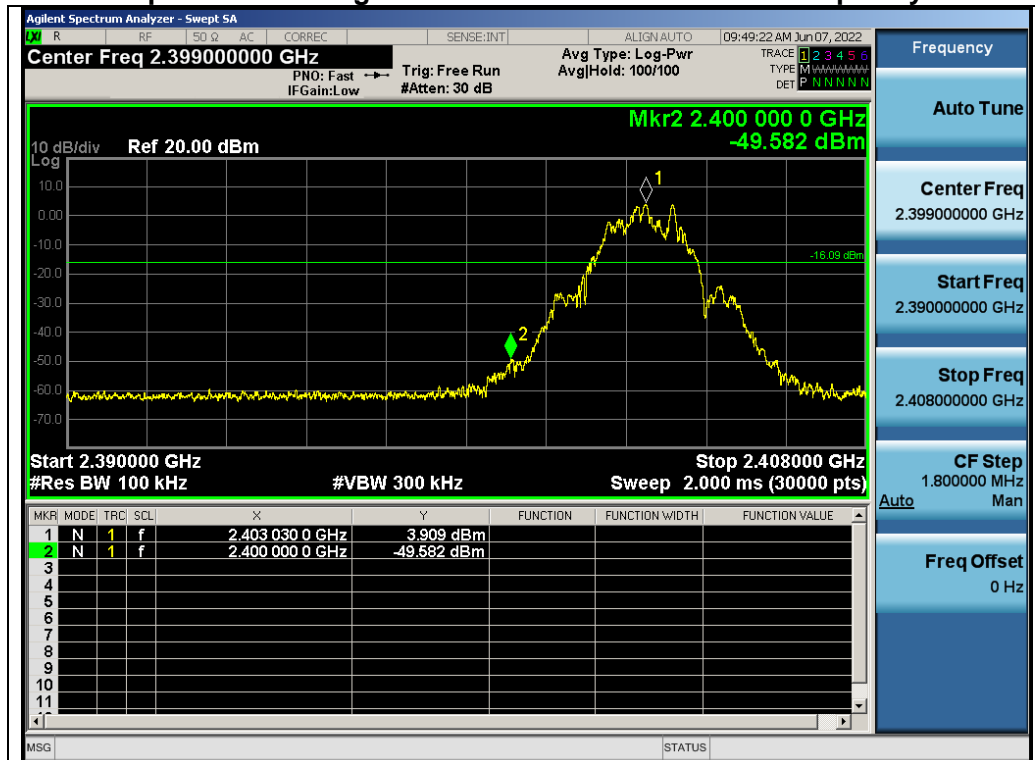 Agilent Spectrum Analyzer - Swept SA
LXI R RF 50 Ω AC CORREC SENSE:INT ALIGN AUTO 09:49:22 AM Jun 07, 2022
Center Freq 2.399000000 GHz
PNO: Fast
IFGain:Low
Trig: Free Run
#Atten: 30 dB
Avg Type: Log-Pwr
Avg|Hold: 100/100
TRACE 1 2 3 4 5 6
TYPE M
DET P N N N N N
Mkr2 2.400 000 0 GHz
-49.582 dBm
10 dB/div Ref 20.00 dBm
Log
10.0
0.00
-10.0
-20.0
-30.0
-40.0
-50.0
-60.0
-70.0
1
2
-16.09 dBm
Start 2.390000 GHz Stop 2.408000 GHz
#Res BW 100 kHz #VBW 300 kHz Sweep 2.000 ms (30000 pts)
MKR MODE TRC SCL X Y FUNCTION FUNCTION WIDTH FUNCTION VALUE
1 N 1 f 2.403 030 0 GHz 3.909 dBm
2 N 1 f 2.400 000 0 GHz -49.582 dBm
3
4
5
6
7
8
9
10
11
MSG STATUS
Frequency
Auto Tune
Center Freq
2.399000000 GHz
Start Freq
2.390000000 GHz
Stop Freq
2.408000000 GHz
CF Step
1.800000 MHz
Auto Man
Freq Offset
0 Hz